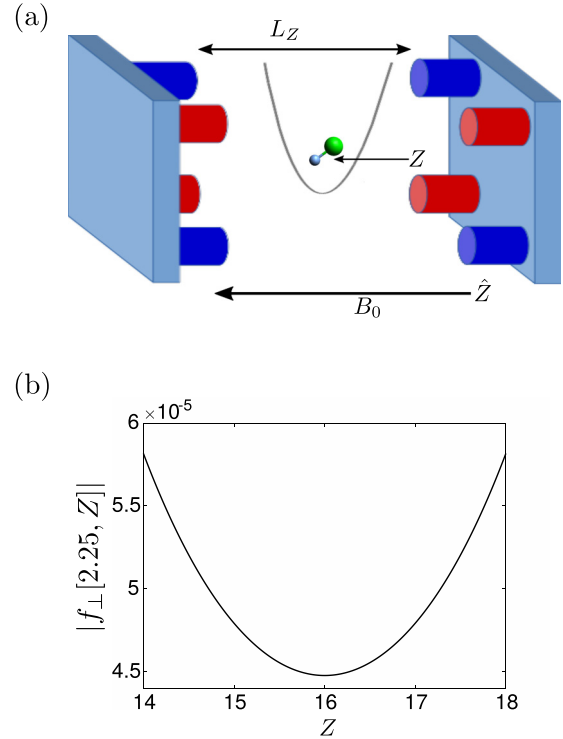 (a)
L_Z
Z
Ẑ
B_0
(b)
×10^-5
6
5.5
5
4.5
|f_⊥[2.25, Z]|
14 15 16 17 18
Z